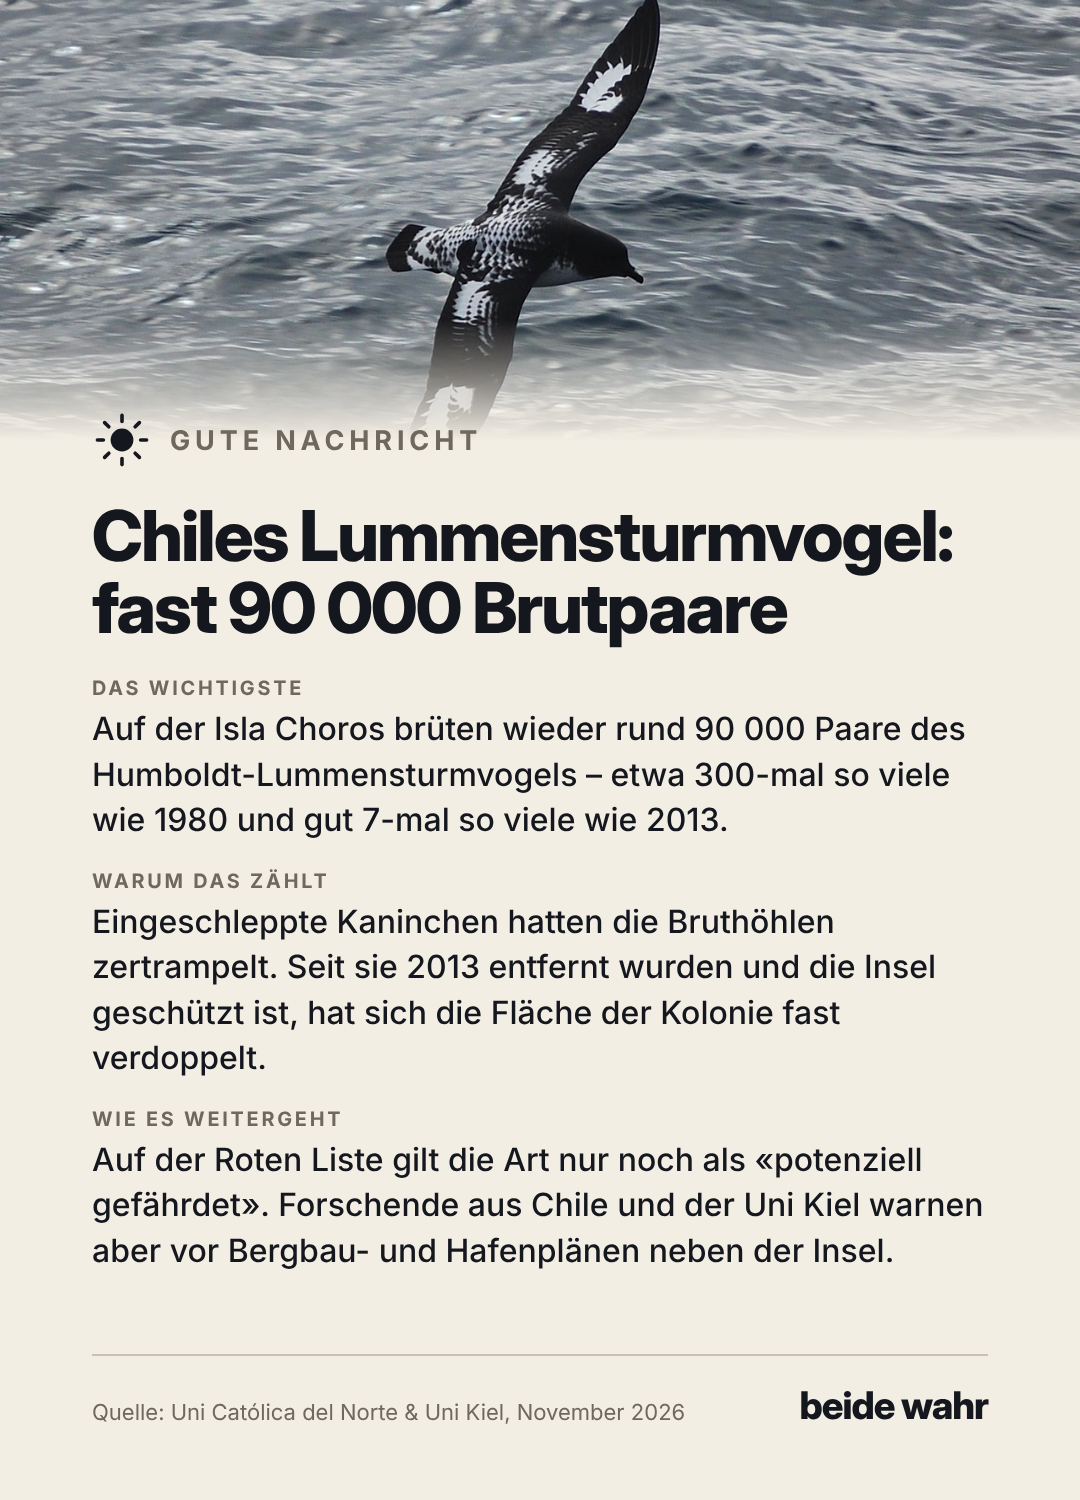 GUTE NACHRICHT
Chiles Lummensturmvogel:
fast 90 000 Brutpaare
DAS WICHTIGSTE
Auf der Isla Choros brüten wieder rund 90 000 Paare des
Humboldt-Lummensturmvogels – etwa 300-mal so viele
wie 1980 und gut 7-mal so viele wie 2013.
WARUM DAS ZÄHLT
Eingeschleppte Kaninchen hatten die Bruthöhlen
zertrampelt. Seit sie 2013 entfernt wurden und die Insel
geschützt ist, hat sich die Fläche der Kolonie fast
verdoppelt.
WIE ES WEITERGEHT
Auf der Roten Liste gilt die Art nur noch als «potenziell
gefährdet». Forschende aus Chile und der Uni Kiel warnen
aber vor Bergbau- und Hafenplänen neben der Insel.
Quelle: Uni Católica del Norte & Uni Kiel, November 2026
beide wahr